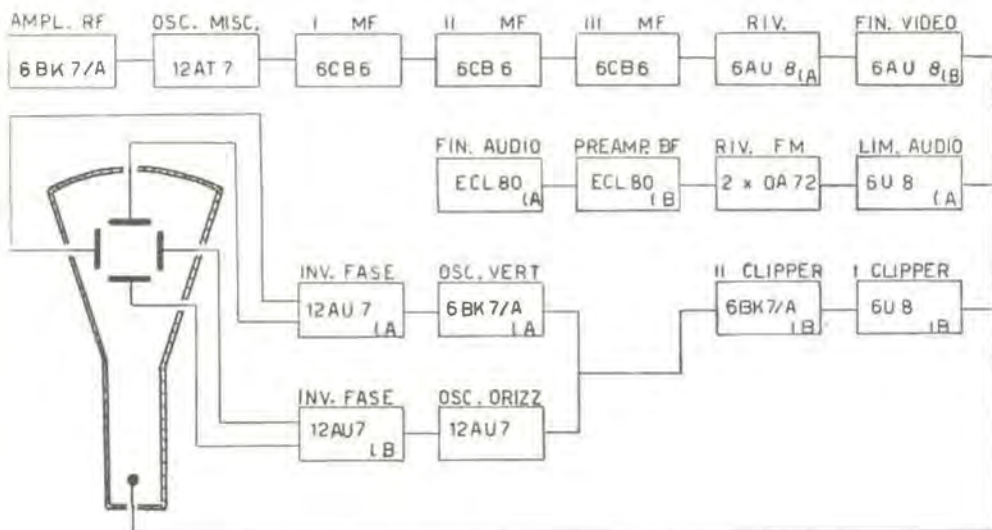 AMPL. RF OSC. MISC. I MF II MF III MF RIV. FIN. VIDEO
6BK7/A 12AT7 6CB6 6CB6 6CB6 6AU 8(A 6AU 8(B
FIN. AUDIO PREAMP. BF RIV. FM LIM. AUDIO
ECL80 (A ECL80 (B 2 x OA72 6U8 (A
INV. FASE OSC. VERT II CLIPPER I CLIPPER
12AU7 (A 6BK7/A (A 6BK7/A (B 6U8 (B
INV. FASE OSC. ORIZZ
12AU7 (B 12AU7